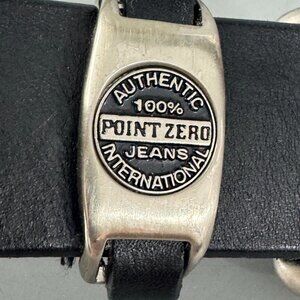 AUTHENTIC
100%
POINT ZERO
JEANS
INTERNATIONAL